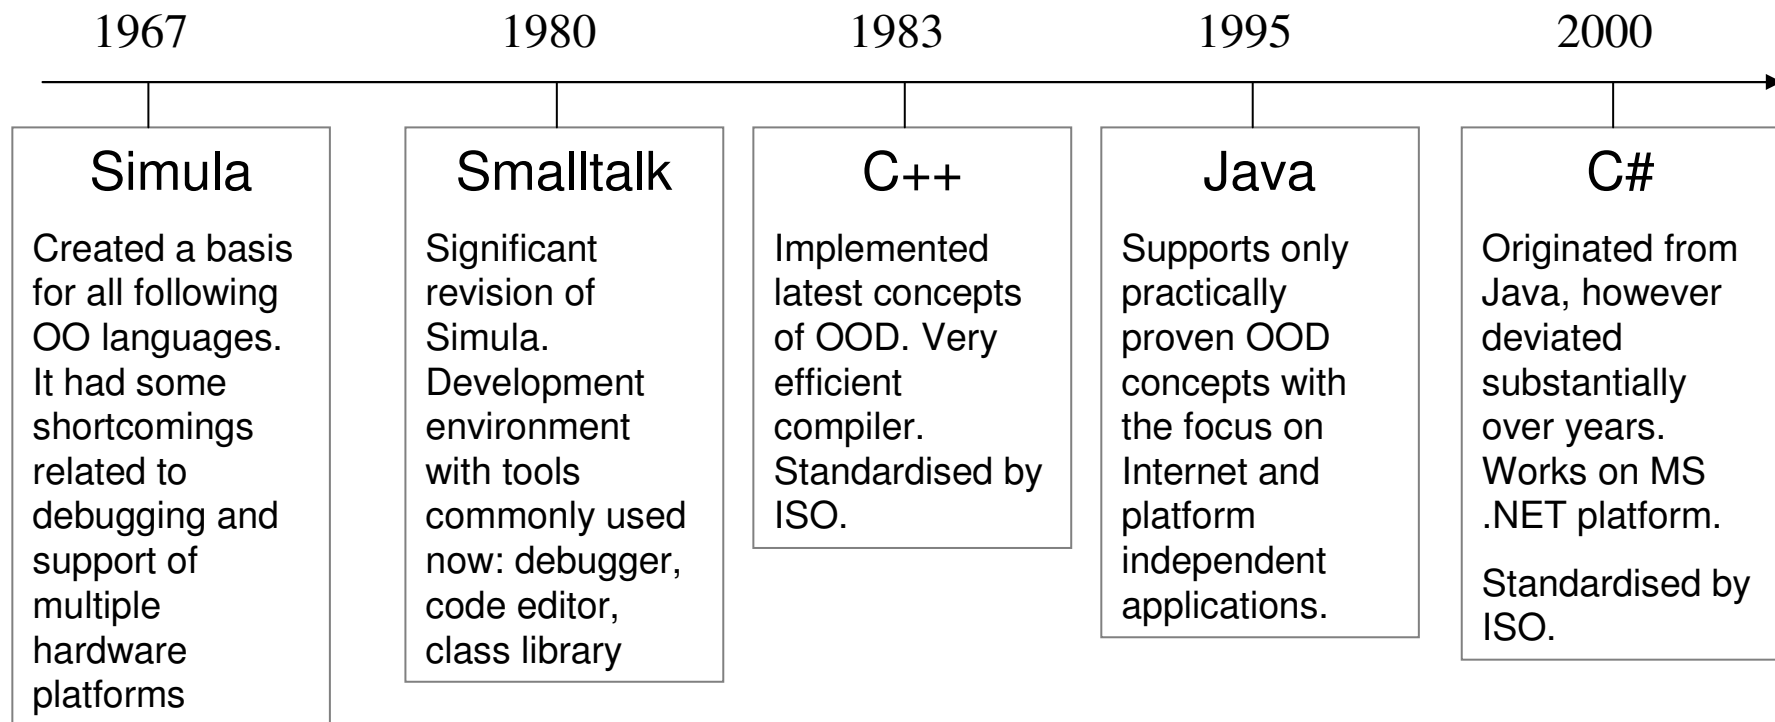 1967 1980 1983 1995 2000
Simula
Created a basis
for all following
OO languages.
It had some
shortcomings
related to
debugging and
support of
multiple
hardware
platforms
Smalltalk
Significant
revision of
Simula.
Development
environment
with tools
commonly used
now: debugger,
code editor,
class library
C++
Implemented
latest concepts
of OOD. Very
efficient
compiler.
Standardised by
ISO.
Java
Supports only
practically
proven OOD
concepts with
the focus on
Internet and
platform
independent
applications.
C#
Originated from
Java, however
deviated
substantially
over years.
Works on MS
.NET platform.
Standardised by
ISO.